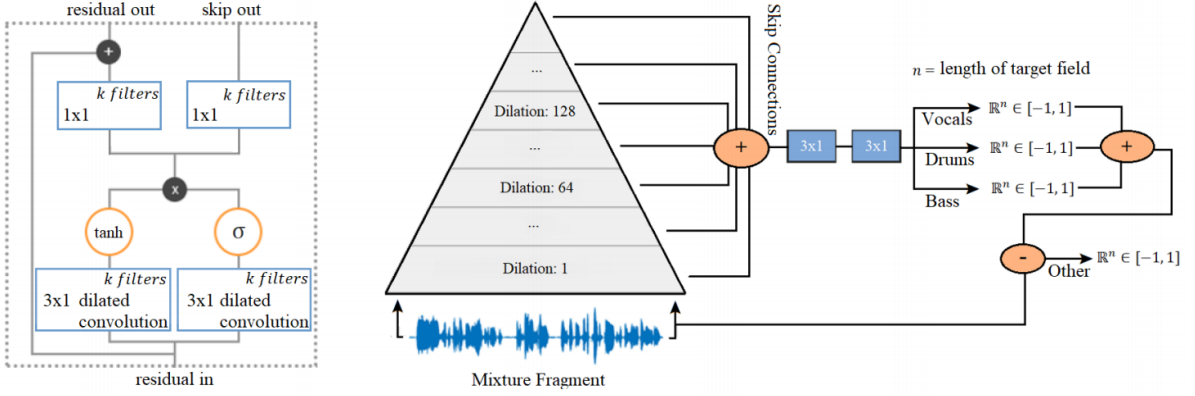 residual out
skip out
+
k filters
1x1
k filters
1x1
x
tanh
σ
k filters
3x1 dilated
convolution
k filters
3x1 dilated
convolution
residual in
...
Dilation: 128
...
Dilation: 64
...
Dilation: 1
Mixture Fragment
Skip Connections
+
3x1
3x1
n = length of target field
Vocals
ℝⁿ ∈ [-1, 1]
Drums
ℝⁿ ∈ [-1, 1]
Bass
ℝⁿ ∈ [-1, 1]
+
-
Other
ℝⁿ ∈ [-1, 1]